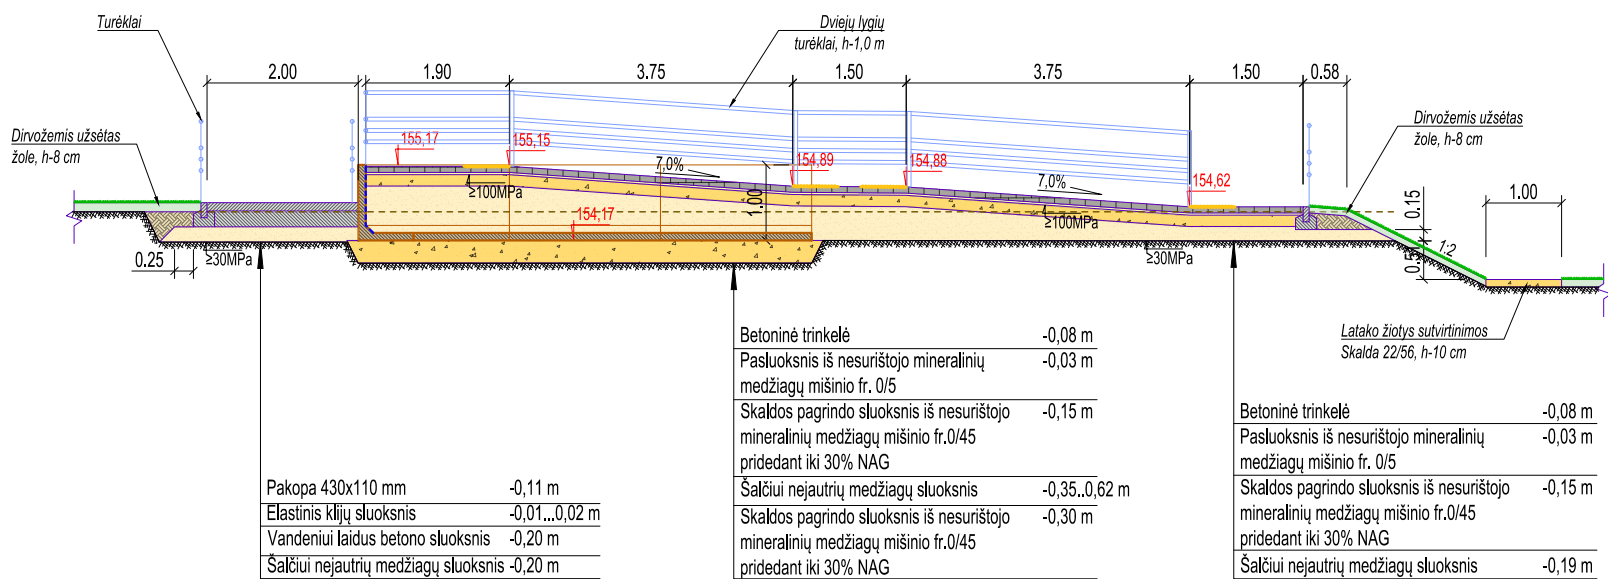 Turėklai
Dviejų lygių
turėklai, h-1,0 m
2.00
1.90
3.75
1.50
3.75
1.50
0.58
Dirvožemis užsėtas
žole, h-8 cm
155,17
155,15
154,89
154,88
154,62
7,0%
7,0%
Dirvožemis užsėtas
žole, h-8 cm
≥100MPa
≥100MPa
1.00
154,17
0.15
1.00
0.25
≥30MPa
≥30MPa
0.51
1:2
Latako žiotys sutvirtinimos
Skalda 22/56, h-10 cm
Pakopa 430x110 mm -0,11 m
Elastinis klijų sluoksnis -0,01...0,02 m
Vandeniui laidus betono sluoksnis -0,20 m
Šalčiui nejautrių medžiagų sluoksnis -0,20 m
Betoninė trinkelė -0,08 m
Pasluoksnis iš nesurištojo mineralinių -0,03 m
medžiagų mišinio fr. 0/5
Skaldos pagrindo sluoksnis iš nesurištojo -0,15 m
mineralinių medžiagų mišinio fr.0/45
pridedant iki 30% NAG
Šalčiui nejautrių medžiagų sluoksnis -0,35..0,62 m
Skaldos pagrindo sluoksnis iš nesurištojo -0,30 m
mineralinių medžiagų mišinio fr.0/45
pridedant iki 30% NAG
Betoninė trinkelė -0,08 m
Pasluoksnis iš nesurištojo mineralinių -0,03 m
medžiagų mišinio fr. 0/5
Skaldos pagrindo sluoksnis iš nesurištojo -0,15 m
mineralinių medžiagų mišinio fr.0/45
pridedant iki 30% NAG
Šalčiui nejautrių medžiagų sluoksnis -0,19 m